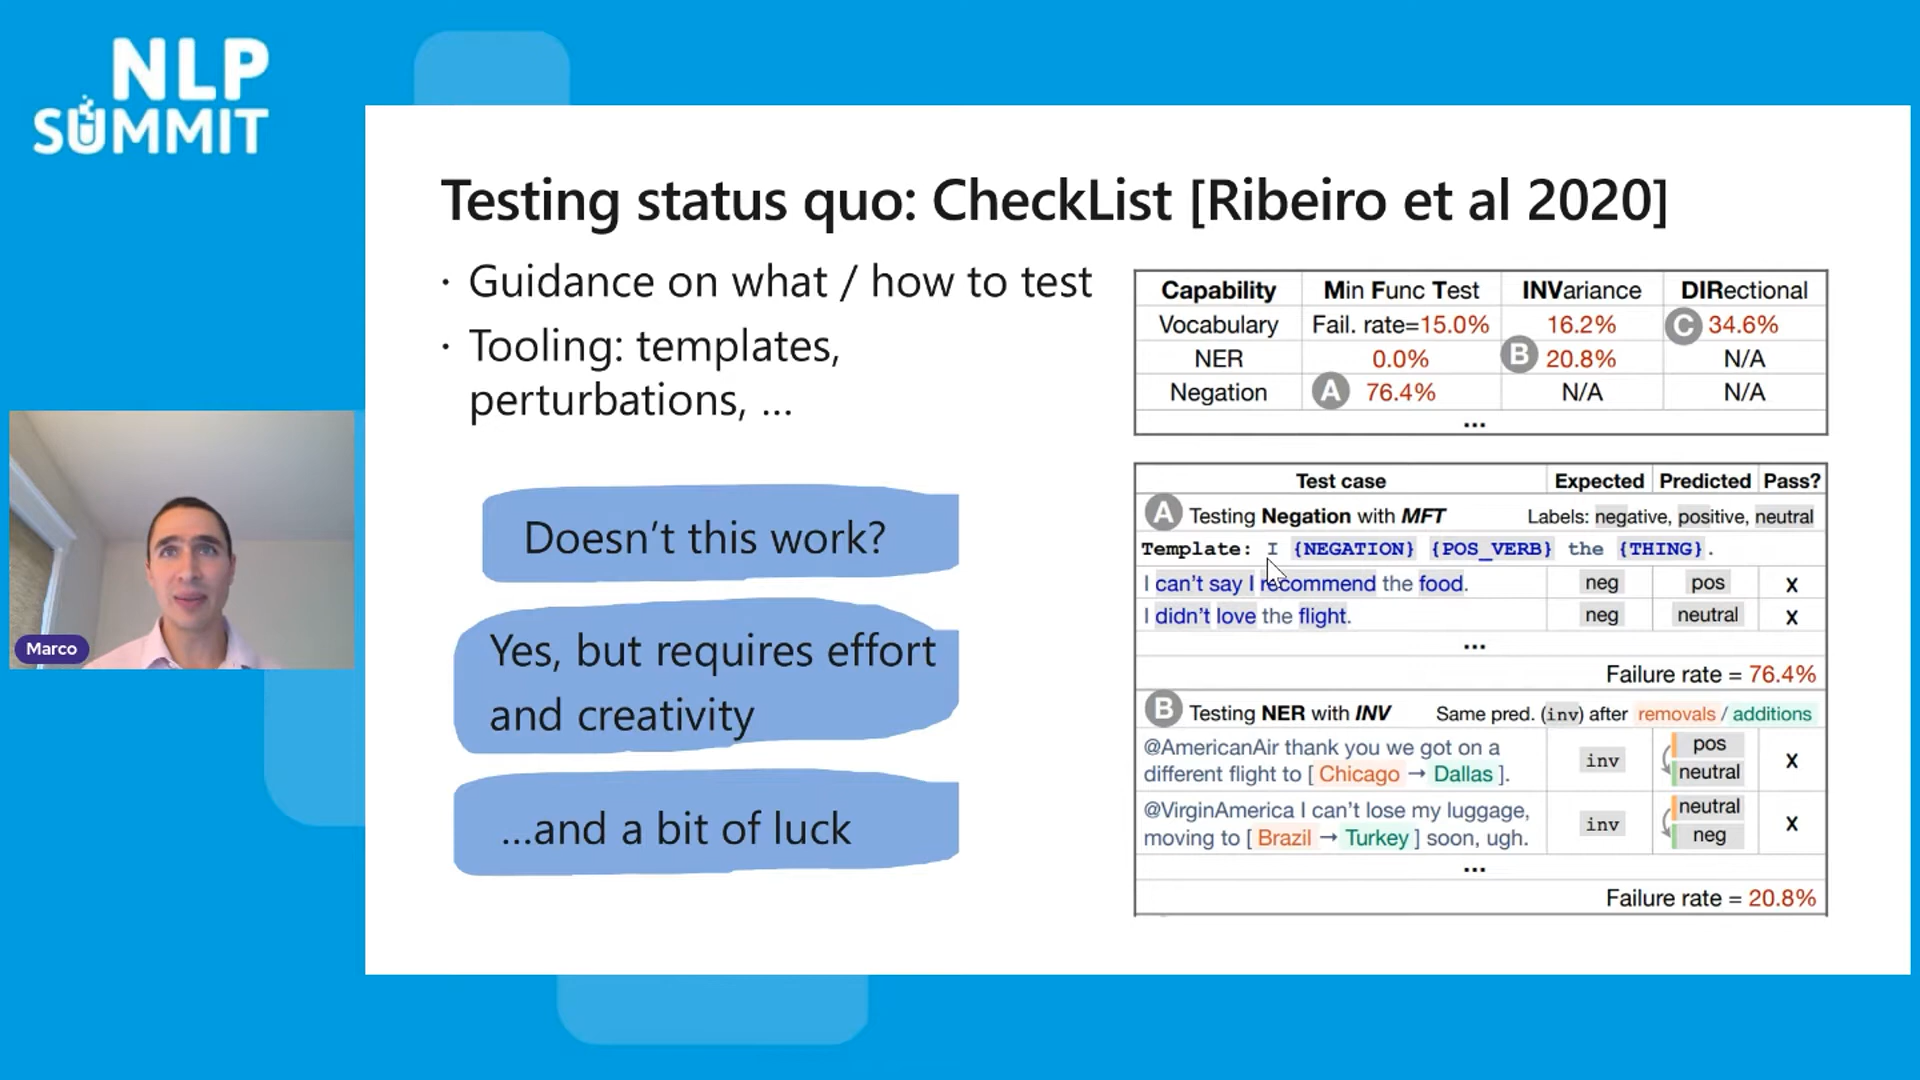 NLP
SUMMIT
Testing status quo: CheckList [Ribeiro et al 2020]
· Guidance on what / how to test
· Tooling: templates,
perturbations, ...
Doesn't this work?
Yes, but requires effort
and creativity
...and a bit of luck
Marco
Capability Min Func Test INVariance DIRectional
Vocabulary Fail. rate=15.0% 16.2% C 34.6%
NER 0.0% B 20.8% N/A
Negation A 76.4% N/A N/A
...
Test case Expected Predicted Pass?
A Testing Negation with MFT Labels: negative, positive, neutral
Template: I {NEGATION} {POS_VERB} the {THING}.
I can't say I recommend the food. neg pos X
I didn't love the flight. neg neutral X
...
Failure rate = 76.4%
B Testing NER with INV Same pred. (inv) after removals / additions
@AmericanAir thank you we got on a
different flight to [ Chicago → Dallas ]. inv pos neutral X
@VirginAmerica I can't lose my luggage,
moving to [ Brazil → Turkey ] soon, ugh. inv neutral neg X
...
Failure rate = 20.8%